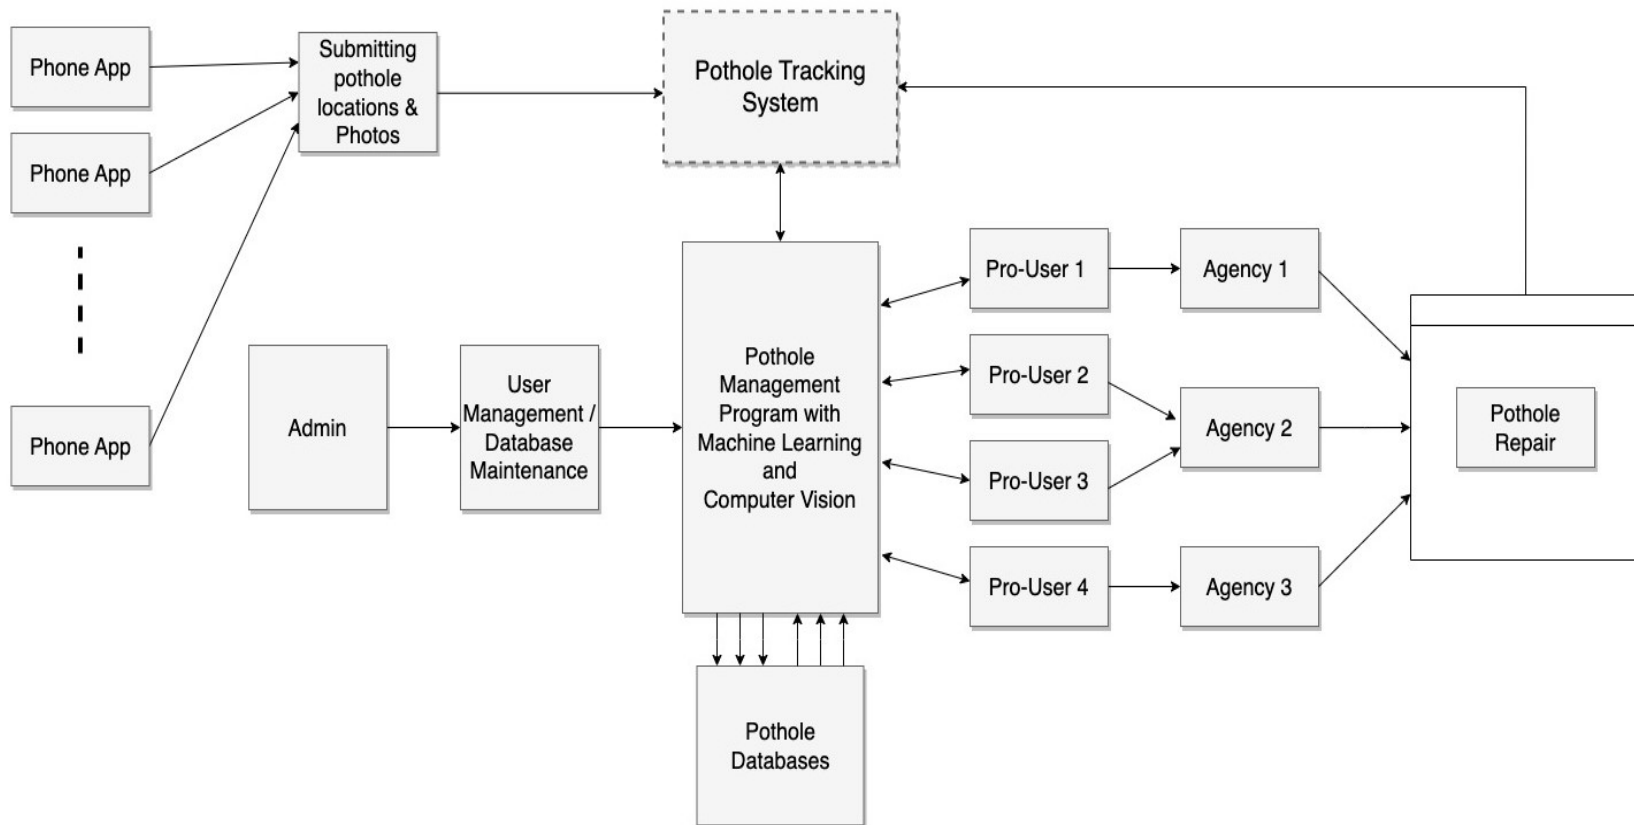 Phone App
Submitting
pothole
locations &
Photos
Pothole Tracking
System
Phone App
Phone App
Admin
User
Management /
Database
Maintenance
Pothole
Management
Program with
Machine Learning
and
Computer Vision
Pro-User 1
Agency 1
Pro-User 2
Pro-User 3
Agency 2
Pro-User 4
Agency 3
Pothole
Repair
Pothole
Databases